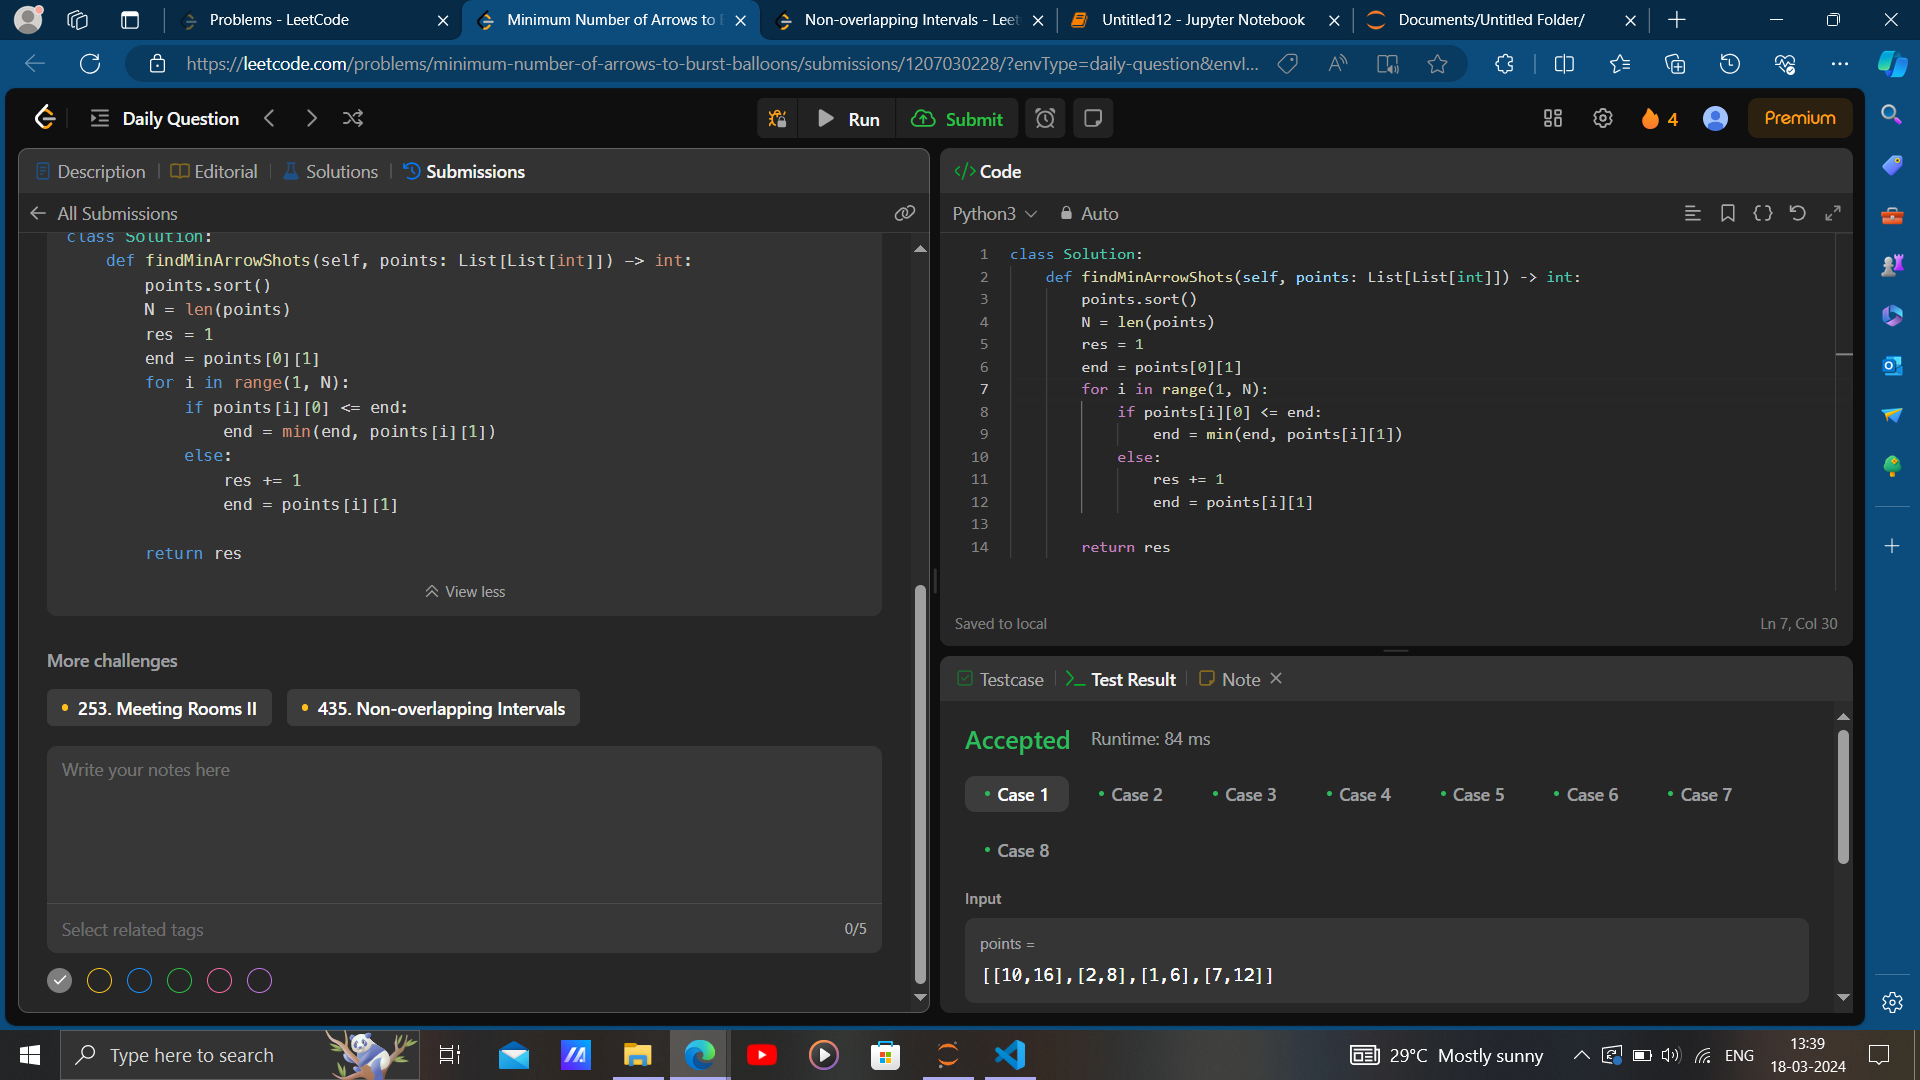 Problems - LeetCode
Minimum Number of Arrows to
Non-overlapping Intervals - Leet
Untitled12 - Jupyter Notebook
Documents/Untitled Folder/
https://leetcode.com/problems/minimum-number-of-arrows-to-burst-balloons/submissions/1207030228/?envType=daily-question&envI...
Daily Question
Run
Submit
4
Premium
Description
Editorial
Solutions
Submissions
All Submissions
class Solution:
def findMinArrowShots(self, points: List[List[int]]) -> int:
points.sort()
N = len(points)
res = 1
end = points[0][1]
for i in range(1, N):
if points[i][0] <= end:
end = min(end, points[i][1])
else:
res += 1
end = points[i][1]
return res
View less
More challenges
253. Meeting Rooms II
435. Non-overlapping Intervals
Write your notes here
Select related tags
0/5
</> Code
Python3
Auto
1 class Solution:
2 def findMinArrowShots(self, points: List[List[int]]) -> int:
3 points.sort()
4 N = len(points)
5 res = 1
6 end = points[0][1]
7 for i in range(1, N):
8 if points[i][0] <= end:
9 end = min(end, points[i][1])
10 else:
11 res += 1
12 end = points[i][1]
13
14 return res
Saved to local
Ln 7, Col 30
Testcase
Test Result
Note
Accepted
Runtime: 84 ms
Case 1
Case 2
Case 3
Case 4
Case 5
Case 6
Case 7
Case 8
Input
points =
[[10,16],[2,8],[1,6],[7,12]]
Type here to search
29°C Mostly sunny
ENG
13:39
18-03-2024